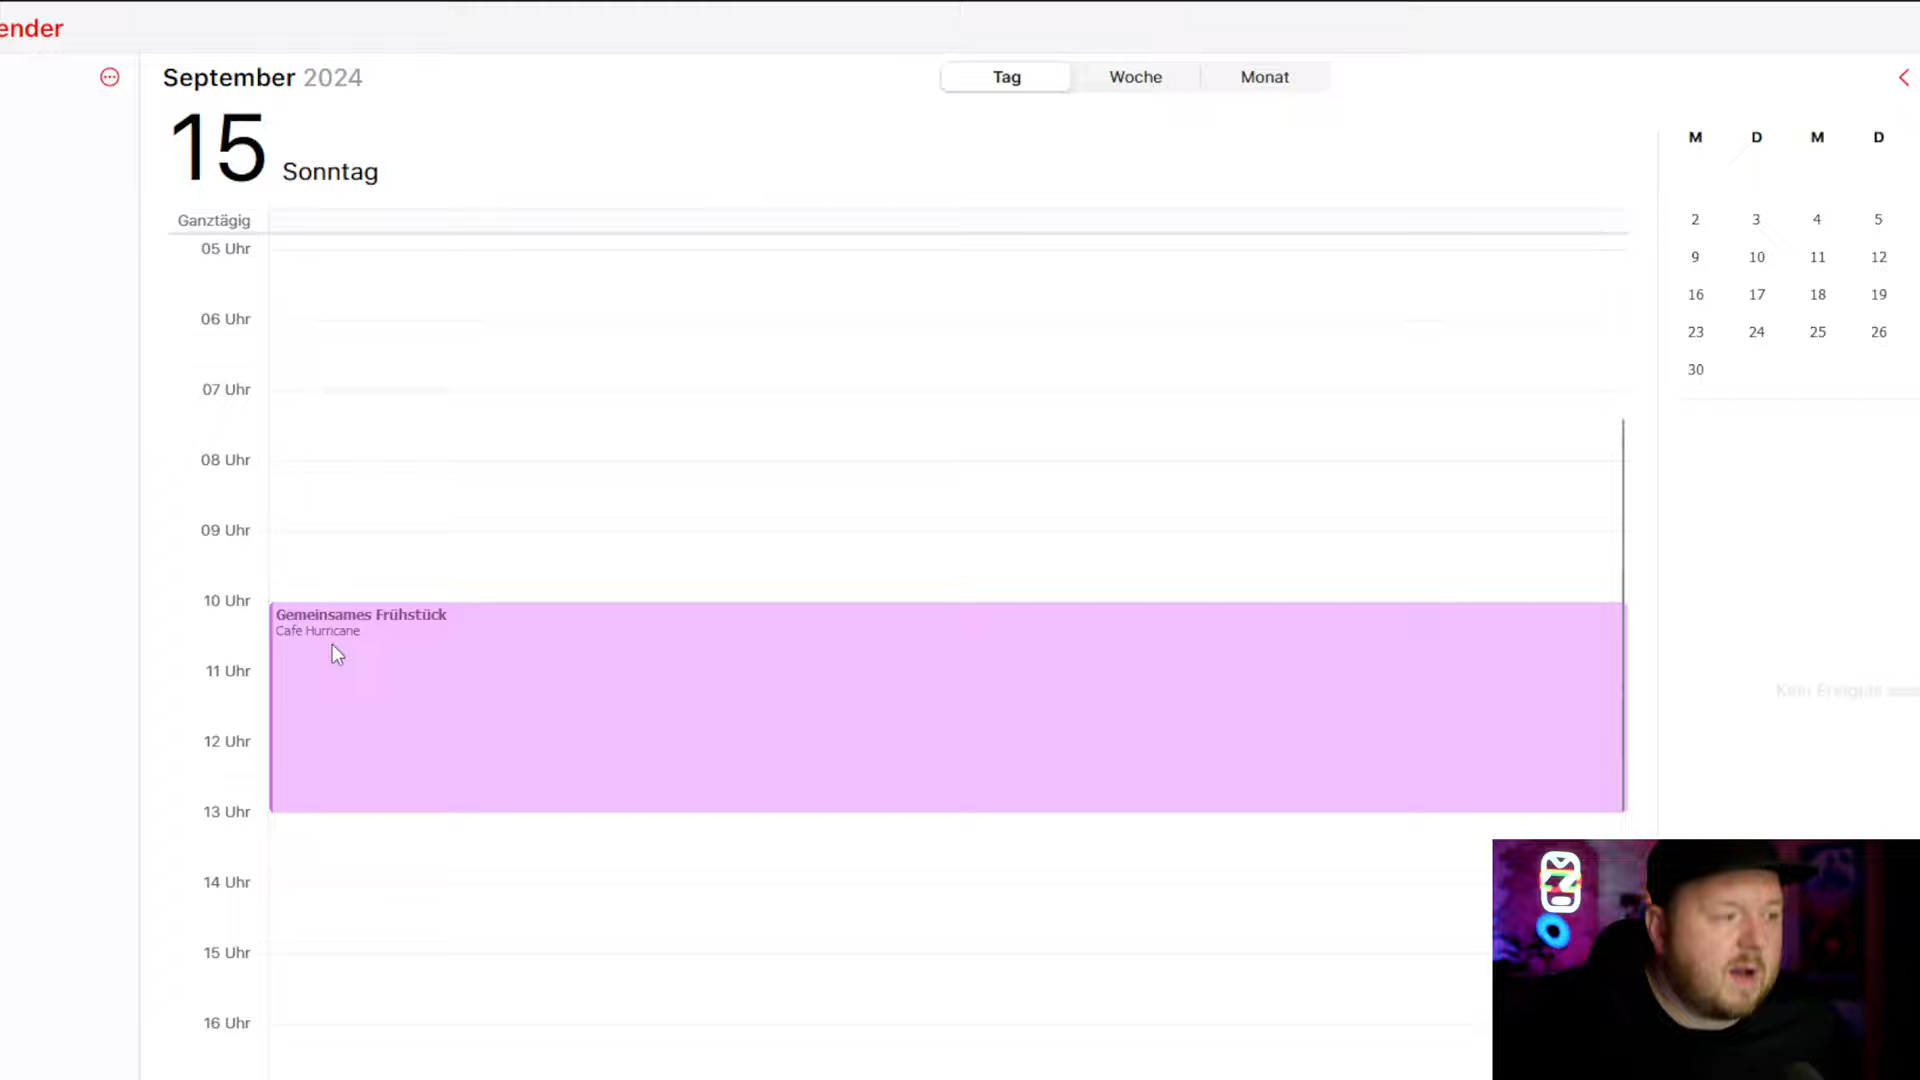 ender
September 2024
Tag Woche Monat
15 Sonntag
M D M D
Ganztägig
2 3 4 5
9 10 11 12
16 17 18 19
23 24 25 26
30
05 Uhr
06 Uhr
07 Uhr
08 Uhr
09 Uhr
10 Uhr
Gemeinsames Frühstück
Cafe Hurricane
11 Uhr
12 Uhr
13 Uhr
14 Uhr
15 Uhr
16 Uhr
Kein Ereignis